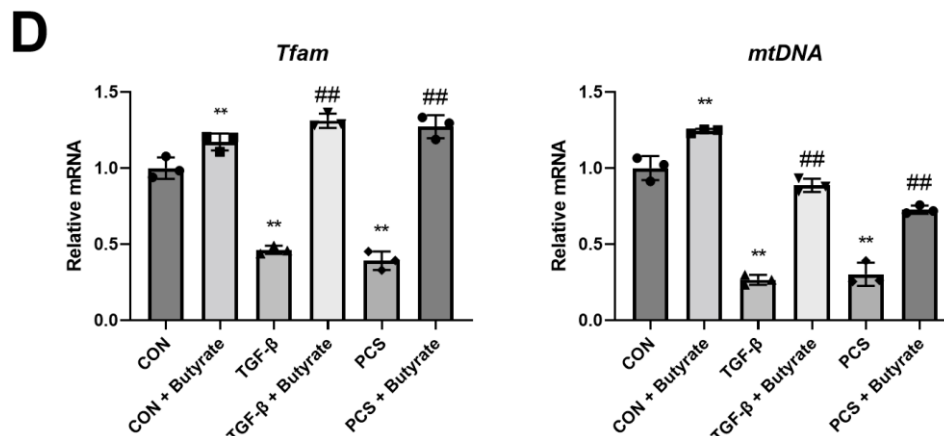 D
Tfam
Relative mRNA
1.5
1.0
0.5
0.0
**
**
##
**
##
CON
CON + Butyrate
TGF-β
TGF-β + Butyrate
PCS
PCS + Butyrate
mtDNA
Relative mRNA
1.5
1.0
0.5
0.0
**
**
##
**
##
CON
CON + Butyrate
TGF-β
TGF-β + Butyrate
PCS
PCS + Butyrate